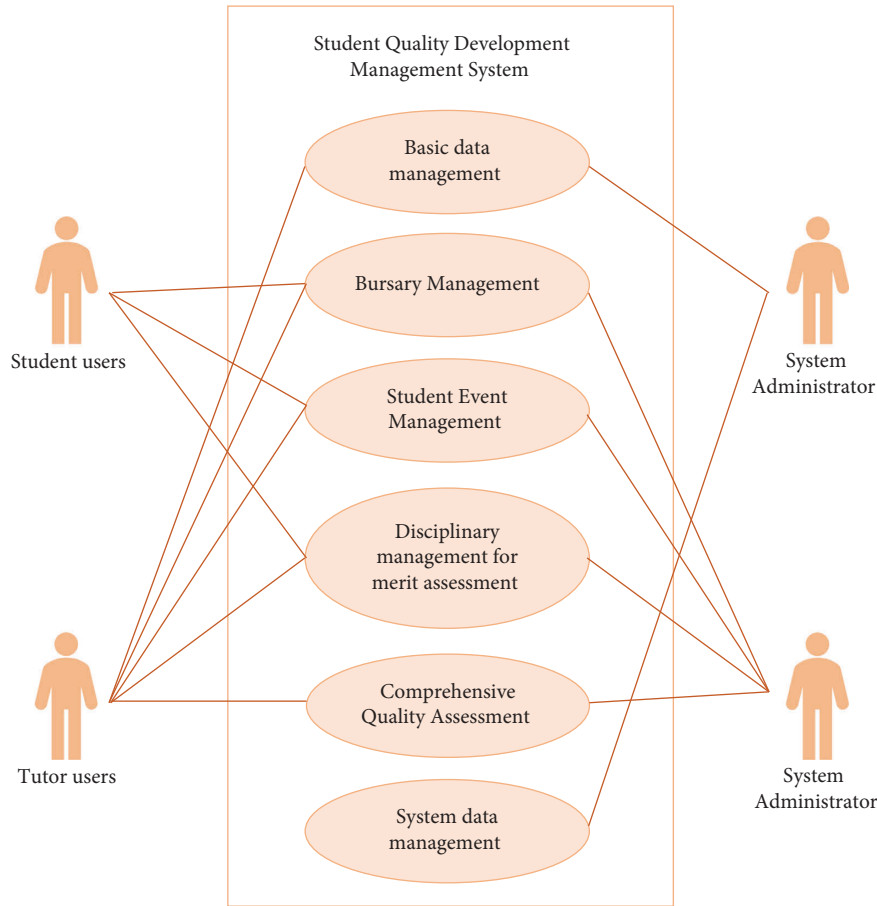 Student Quality Development
Management System
Basic data
management
Bursary Management
Student users
System
Administrator
Student Event
Management
Disciplinary
management for
merit assessment
Comprehensive
Quality Assessment
Tutor users
System
Administrator
System data
management